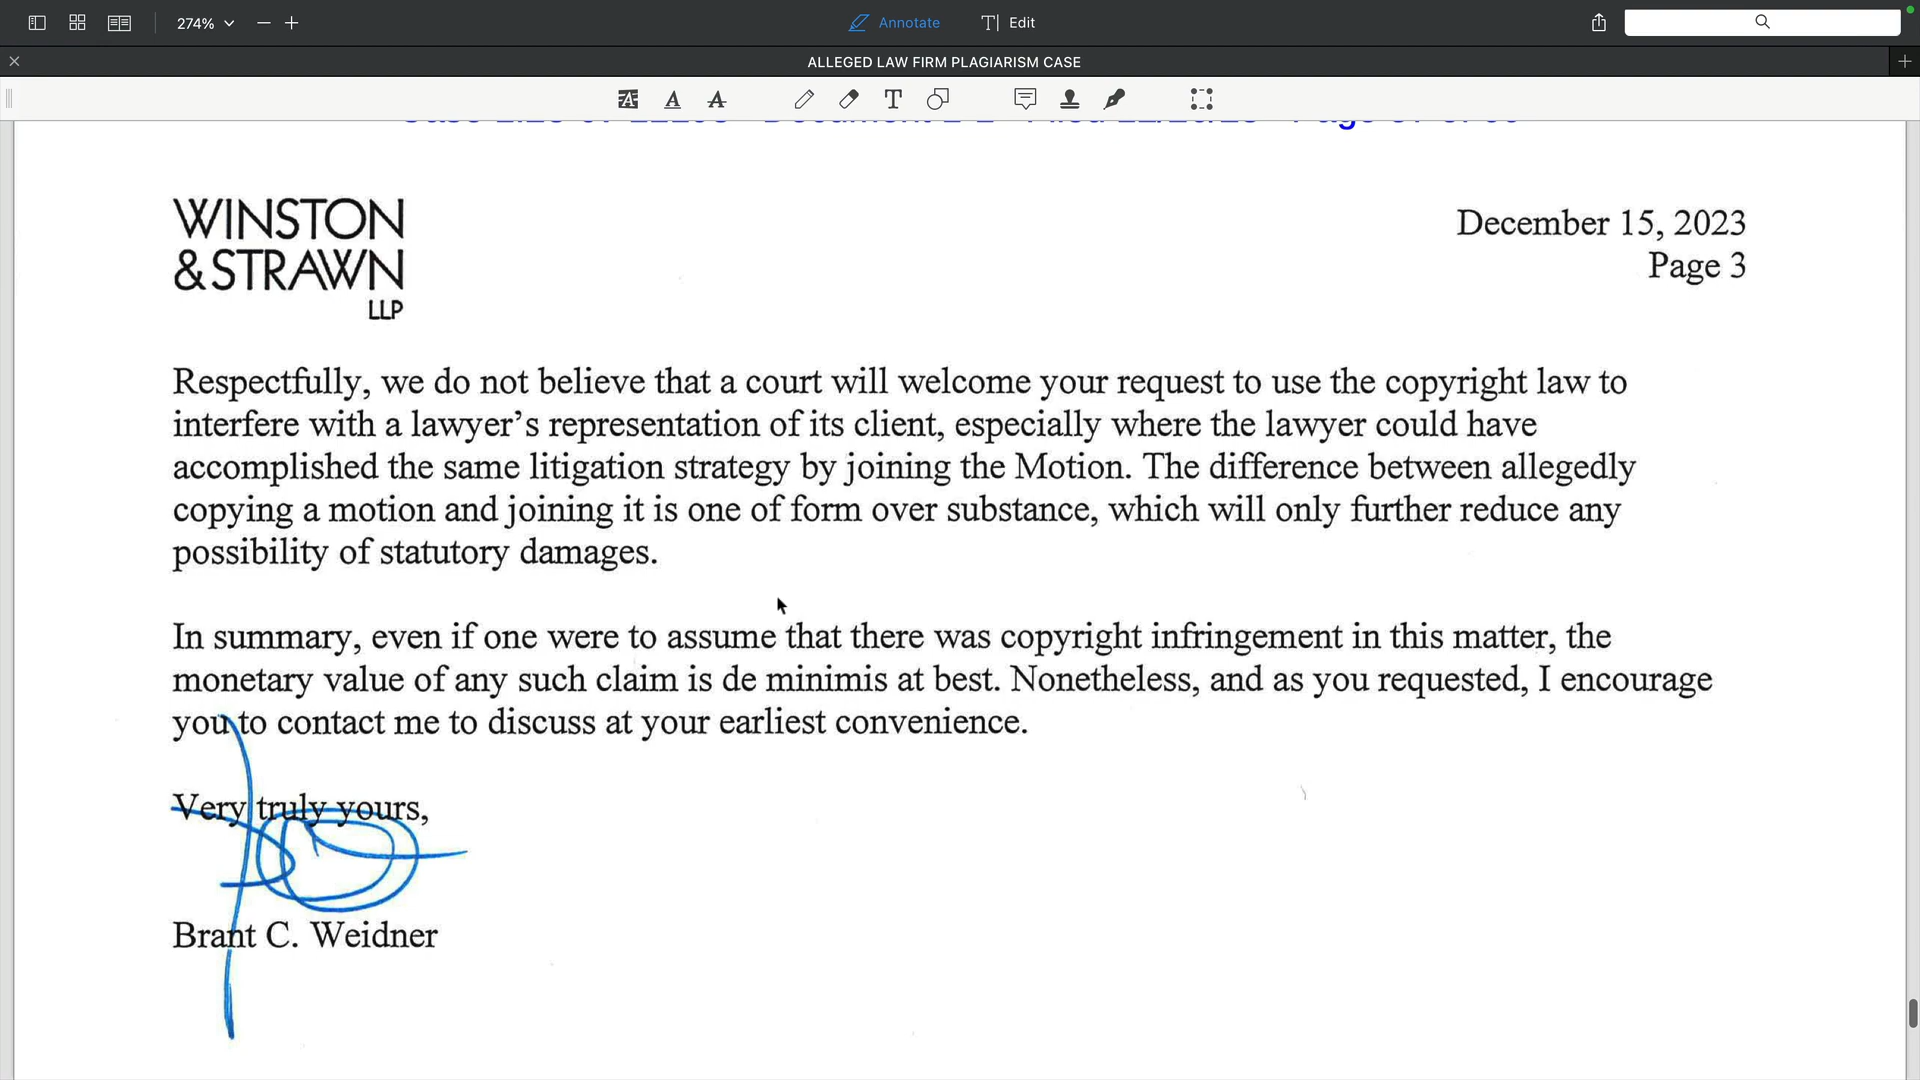 274%
Annotate
Edit
ALLEGED LAW FIRM PLAGIARISM CASE
WINSTON
& STRAWN
LLP
December 15, 2023
Page 3
Respectfully, we do not believe that a court will welcome your request to use the copyright law to
interfere with a lawyer’s representation of its client, especially where the lawyer could have
accomplished the same litigation strategy by joining the Motion. The difference between allegedly
copying a motion and joining it is one of form over substance, which will only further reduce any
possibility of statutory damages.
In summary, even if one were to assume that there was copyright infringement in this matter, the
monetary value of any such claim is de minimis at best. Nonetheless, and as you requested, I encourage
you to contact me to discuss at your earliest convenience.
Very truly yours,
Brant C. Weidner